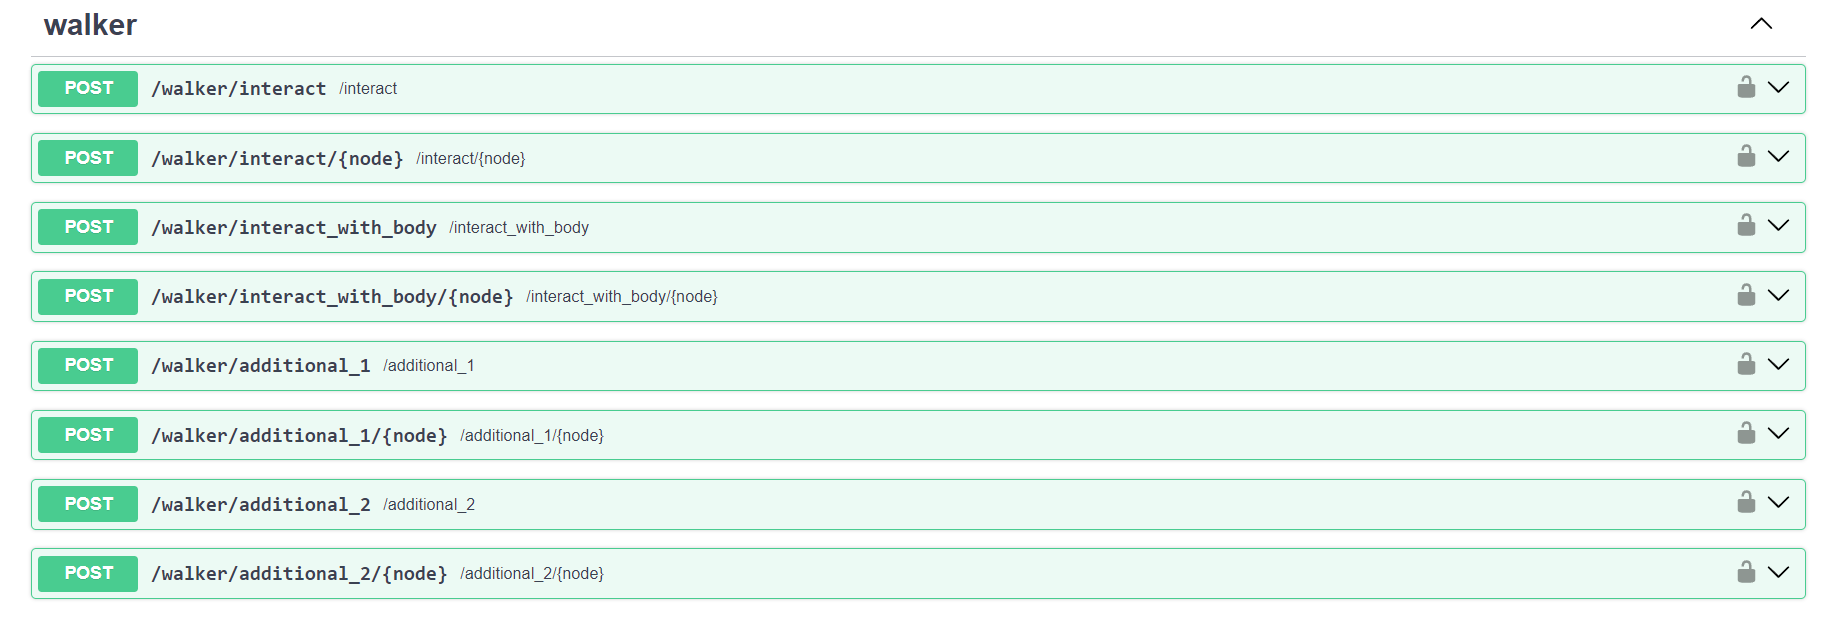 walker
POST /walker/interact /interact
POST /walker/interact/{node} /interact/{node}
POST /walker/interact_with_body /interact_with_body
POST /walker/interact_with_body/{node} /interact_with_body/{node}
POST /walker/additional_1 /additional_1
POST /walker/additional_1/{node} /additional_1/{node}
POST /walker/additional_2 /additional_2
POST /walker/additional_2/{node} /additional_2/{node}